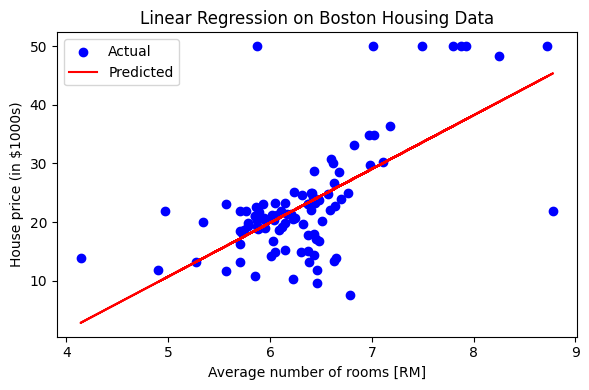 Linear Regression on Boston Housing Data
Actual
Predicted
House price (in $1000s)
50
40
30
20
10
4
5
6
7
8
9
Average number of rooms [RM]